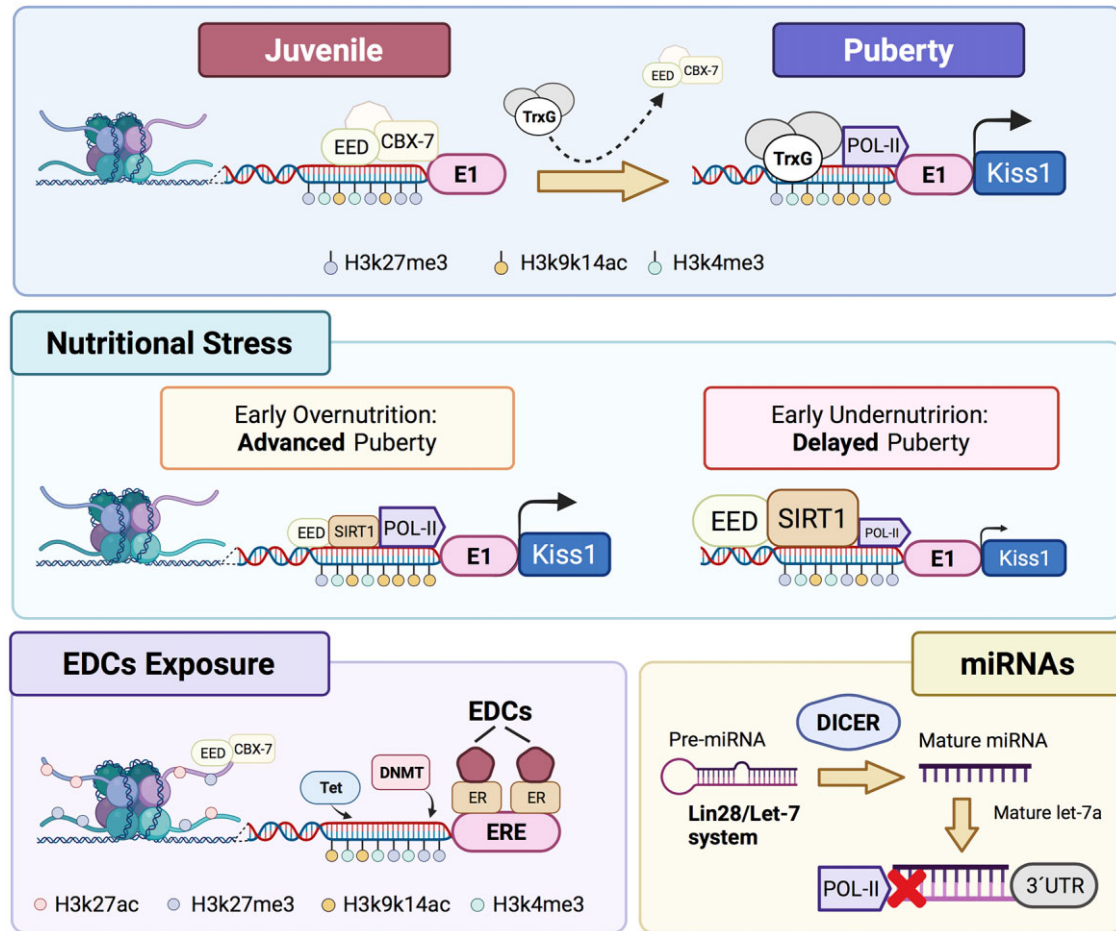 Juvenile
Puberty
EED
CBX-7
TrxG
EED
CBX-7
E1
TrxG
POL-II
E1
Kiss1
H3k27me3
H3k9k14ac
H3k4me3
Nutritional Stress
Early Overnutrition:
Advanced Puberty
Early Undernutririon:
Delayed Puberty
EED
SIRT1
POL-II
E1
Kiss1
EED
SIRT1
POL-II
E1
Kiss1
EDCs Exposure
EED
CBX-7
Tet
DNMT
EDCs
ER
ER
ERE
H3k27ac
H3k27me3
H3k9k14ac
H3k4me3
miRNAs
Pre-miRNA
DICER
Mature miRNA
Lin28/Let-7
system
Mature let-7a
POL-II
3´UTR